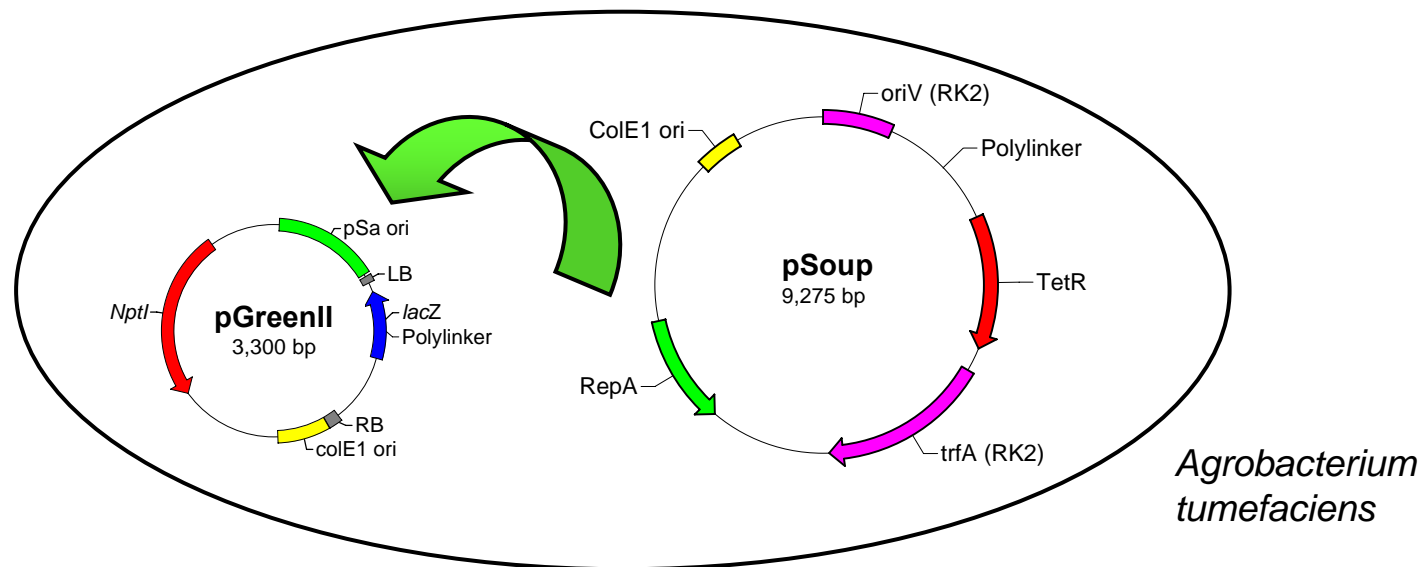 oriV (RK2)
ColE1 ori
Polylinker
pSa ori
LB
pSoup
9,275 bp
TetR
NptI
pGreenII
3,300 bp
lacZ
Polylinker
RepA
RB
colE1 ori
trfA (RK2)
Agrobacterium
tumefaciens